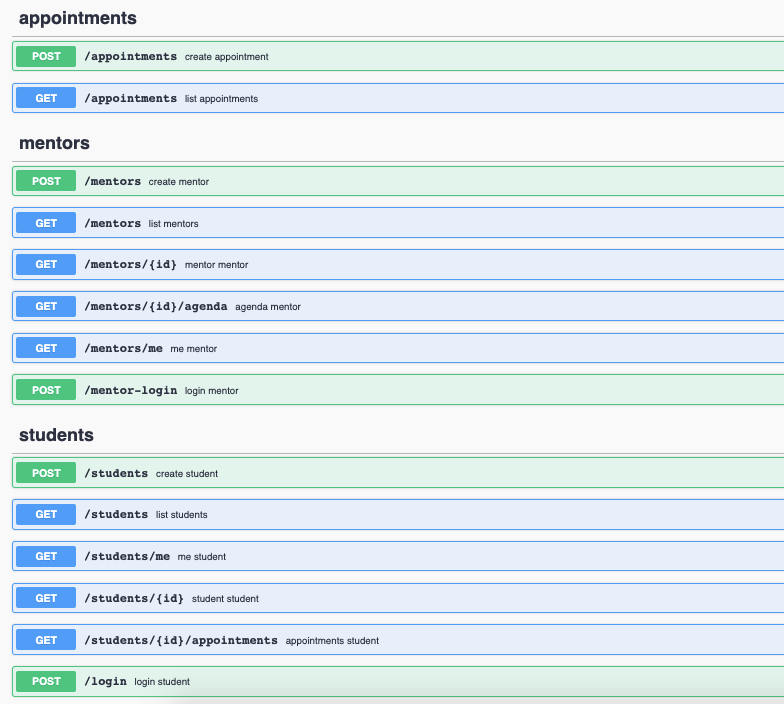 appointments
POST /appointments create appointment
GET /appointments list appointments
mentors
POST /mentors create mentor
GET /mentors list mentors
GET /mentors/{id} mentor mentor
GET /mentors/{id}/agenda agenda mentor
GET /mentors/me me mentor
POST /mentor-login login mentor
students
POST /students create student
GET /students list students
GET /students/me me student
GET /students/{id} student student
GET /students/{id}/appointments appointments student
POST /login login student